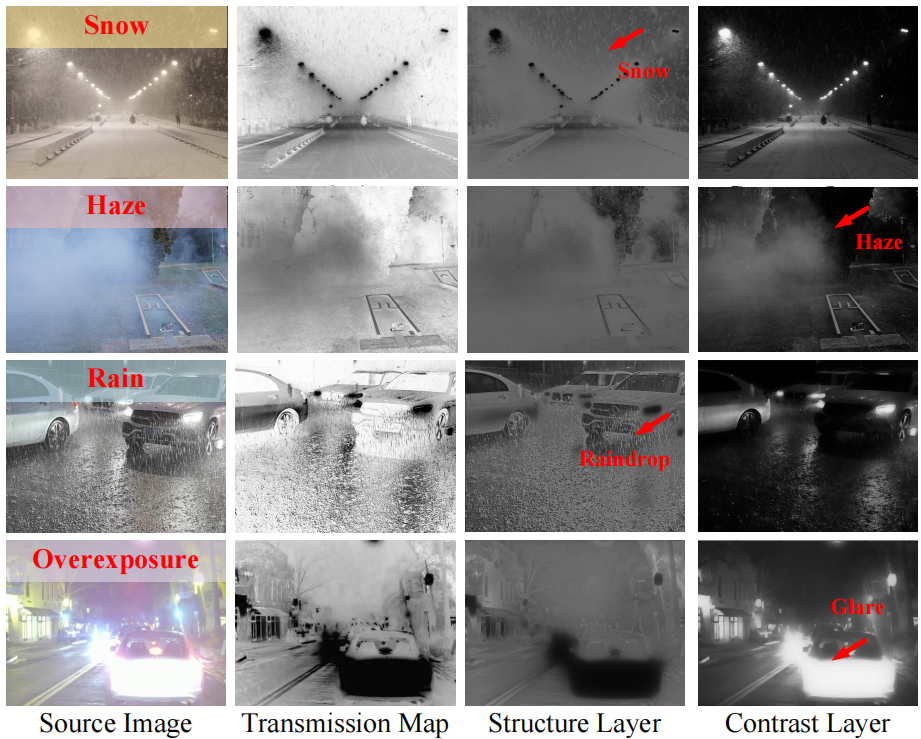 Snow
Snow
Haze
Haze
Rain
Raindrop
Overexposure
Glare
Source Image Transmission Map Structure Layer Contrast Layer